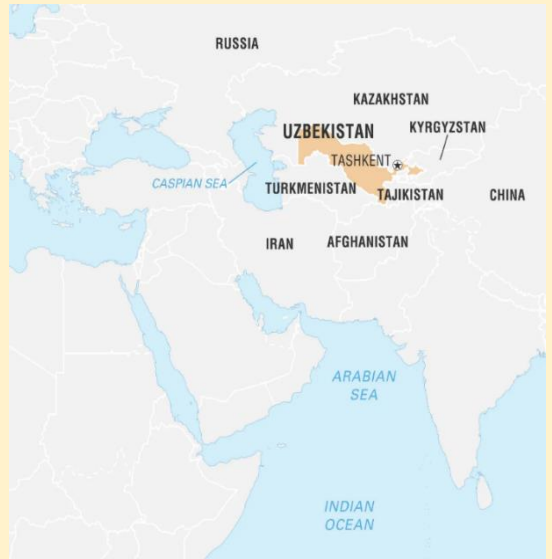 RUSSIA
KAZAKHSTAN
UZBEKISTAN
KYRGYZSTAN
TASHKENT
CASPIAN SEA
TURKMENISTAN
TAJIKISTAN
CHINA
IRAN
AFGHANISTAN
ARABIAN
SEA
INDIAN
OCEAN